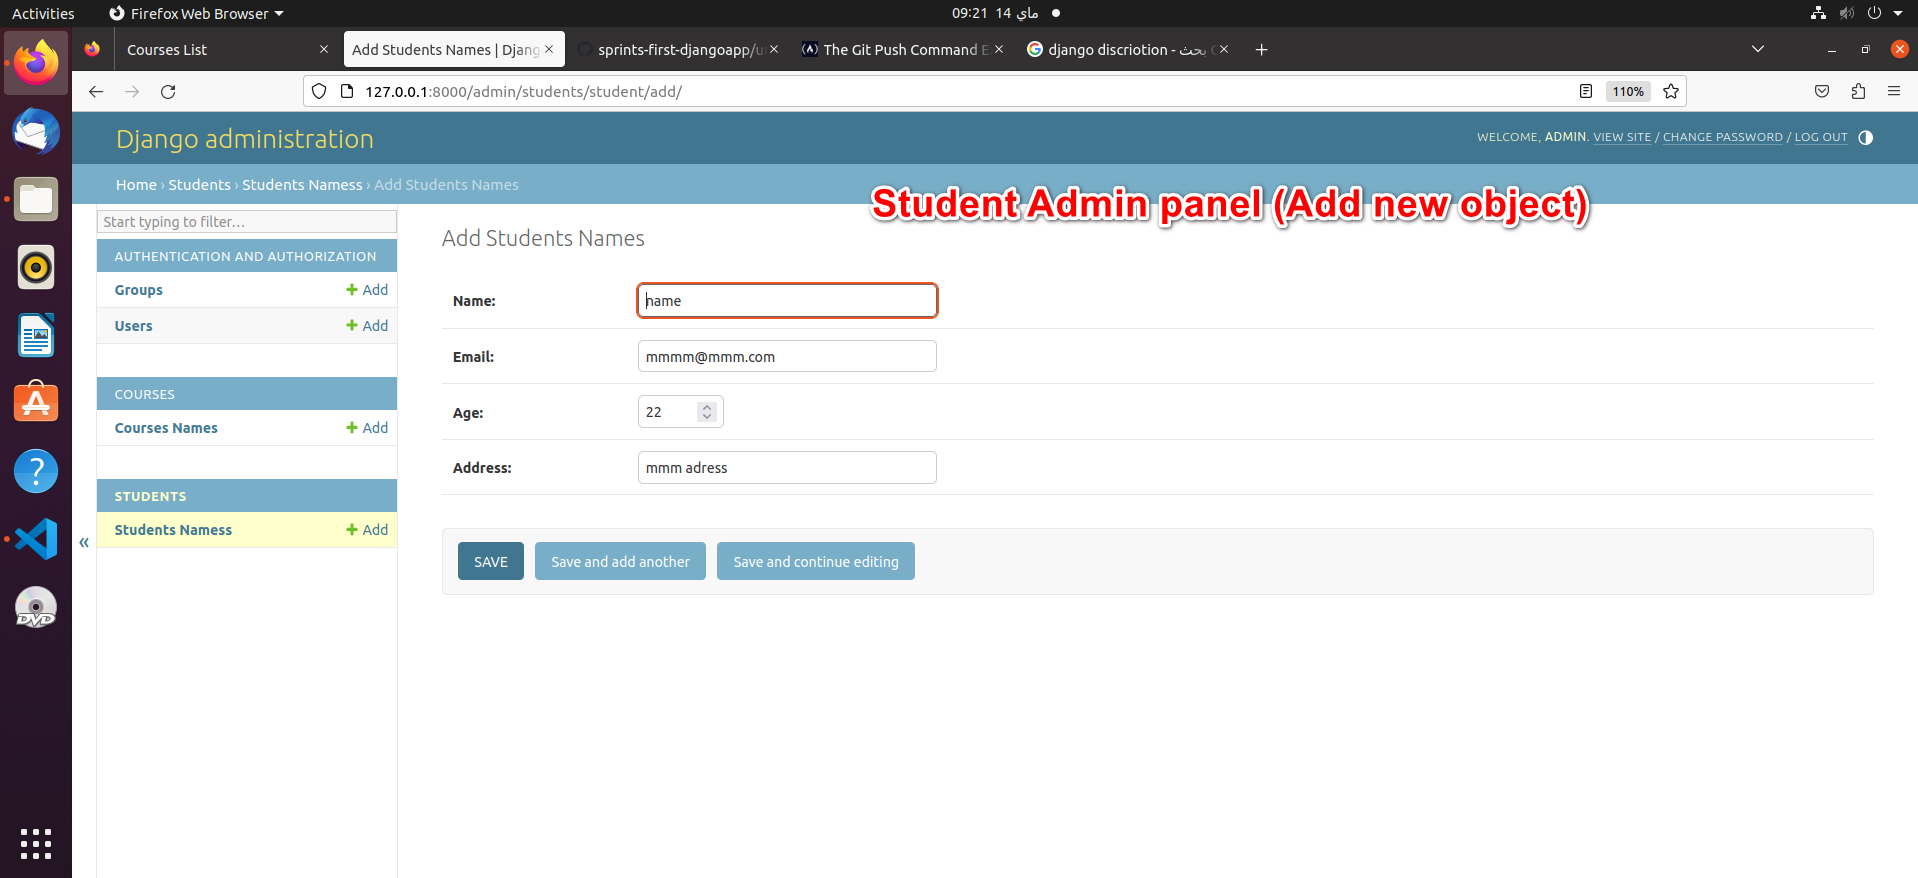 Activities
Firefox Web Browser
09:21 14 ماي
Courses List
Add Students Names | Djang
sprints-first-djangoapp/u
The Git Push Command E
django discriotion - بحث
127.0.0.1:8000/admin/students/student/add/
110%
Django administration
WELCOME, ADMIN. VIEW SITE / CHANGE PASSWORD / LOG OUT
Home › Students › Students Namess › Add Students Names
Student Admin panel (Add new object)
Start typing to filter...
AUTHENTICATION AND AUTHORIZATION
Groups
Add
Users
Add
COURSES
Courses Names
Add
STUDENTS
Students Namess
Add
«
Add Students Names
Name:
name
Email:
mmmm@mmm.com
Age:
22
Address:
mmm adress
SAVE
Save and add another
Save and continue editing
DVD